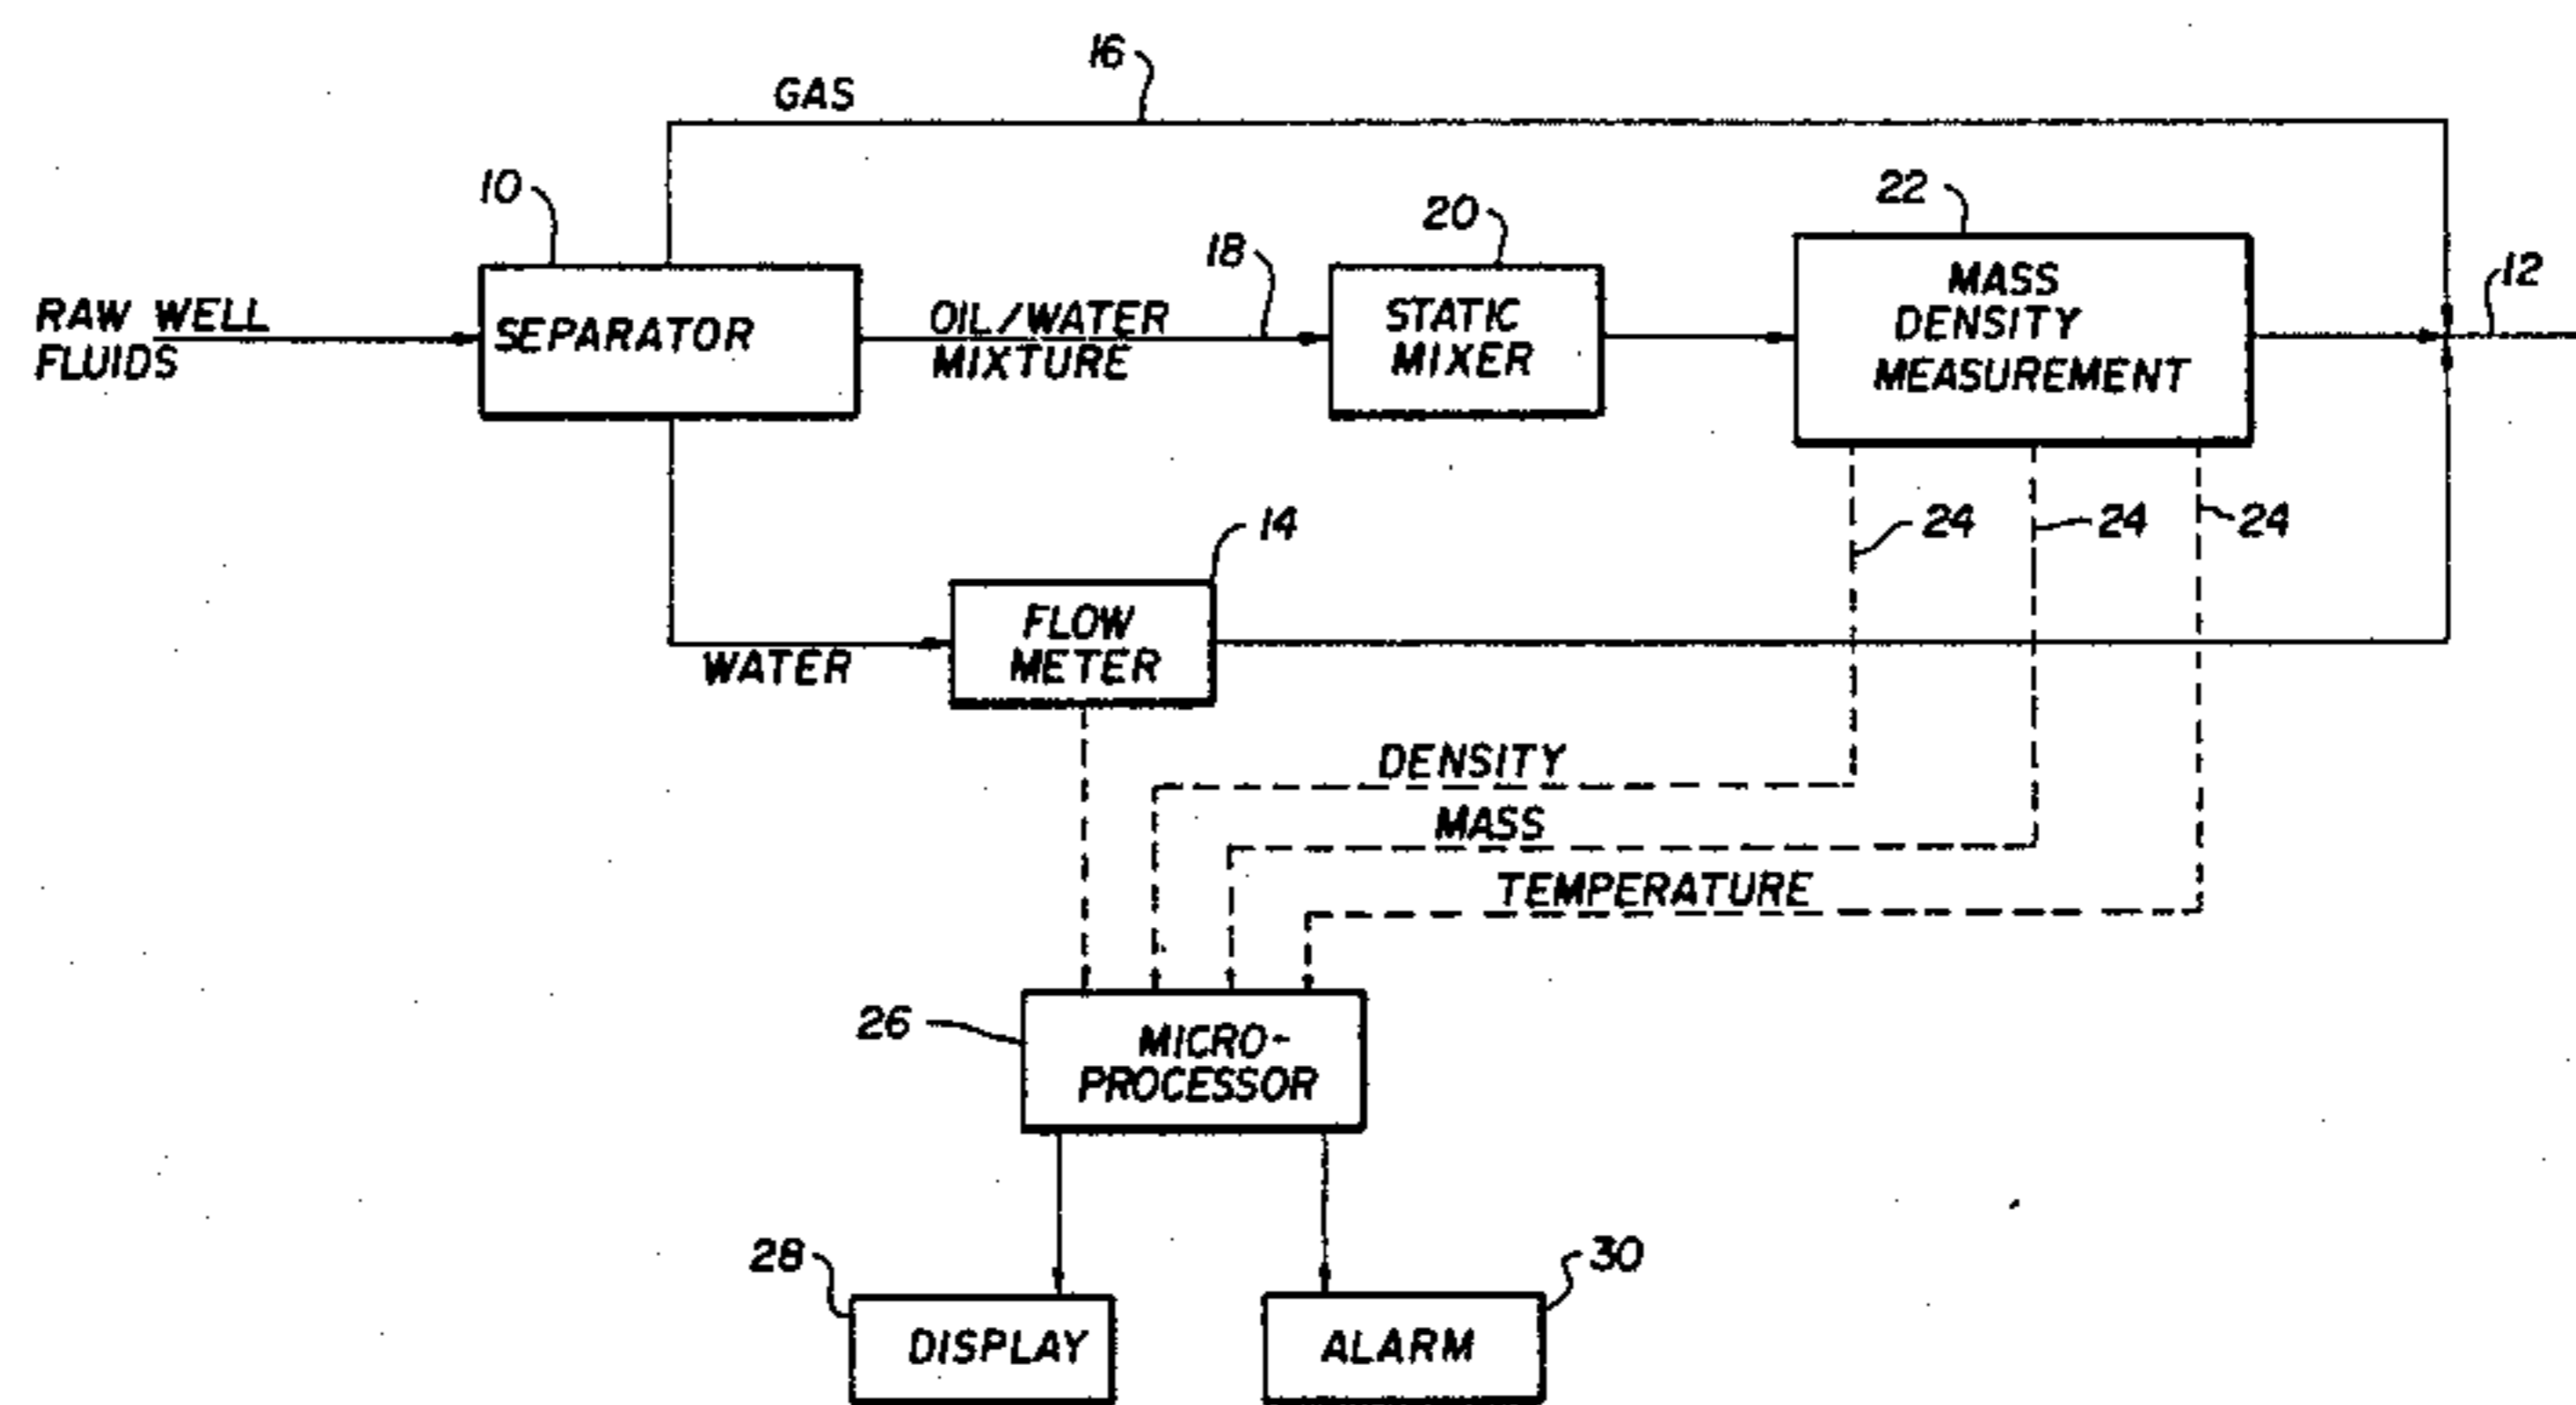 16
GAS
10
20
22
18
12
RAW WELL
FLUIDS
SEPARATOR
OIL/WATER
MIXTURE
STATIC
MIXER
MASS
DENSITY
MEASUREMENT
24
24
24
14
FLOW
METER
WATER
DENSITY
MASS
TEMPERATURE
26
MICRO-
PROCESSOR
28
30
DISPLAY
ALARM